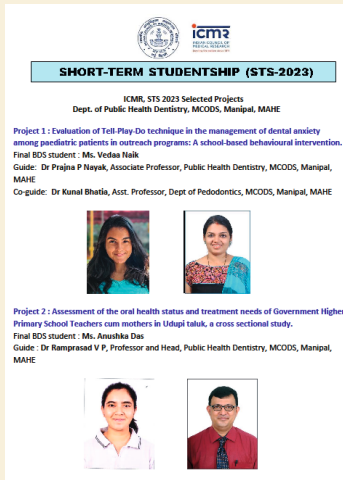 icmr
INDIAN COUNCIL OF
MEDICAL RESEARCH
SHORT-TERM STUDENTSHIP (STS-2023)
ICMR, STS 2023 Selected Projects
Dept. of Public Health Dentistry, MCODS, Manipal, MAHE
Project 1 : Evaluation of Tell-Play-Do technique in the management of dental anxiety
among paediatric patients in outreach programs: A school-based behavioural intervention.
Final BDS student : Ms. Vedaa Naik
Guide: Dr Prajna P Nayak, Associate Professor, Public Health Dentistry, MCODS, Manipal,
MAHE
Co-guide: Dr Kunal Bhatia, Asst. Professor, Dept of Pedodontics, MCODS, Manipal, MAHE
Project 2 : Assessment of the oral health status and treatment needs of Government Higher
Primary School Teachers cum mothers in Udupi taluk, a cross sectional study.
Final BDS student : Ms. Anushka Das
Guide : Dr Ramprasad V P, Professor and Head, Public Health Dentistry, MCODS, Manipal,
MAHE